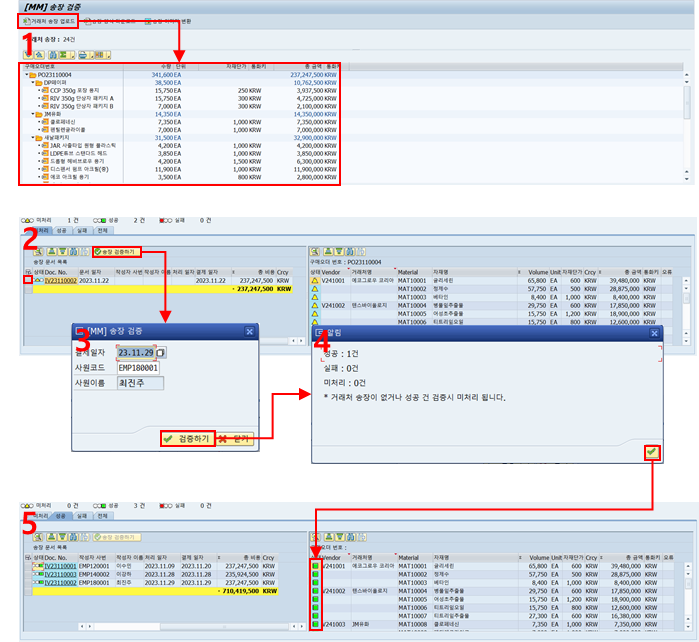 [MM] 송장 검증
거래처 송장 업로드
거래처 송장 : 24건
1
구매오더번호 수량 단위 자재단가 통화키 총 금액 통화키
PO23110004 341,600 EA 237,247,500 KRW
DP페이퍼 38,500 EA 10,762,500 KRW
CCP 350g 포장 용지 15,750 EA 250 KRW 3,937,500 KRW
RIV 350g 단상자 패키지 A 15,750 EA 300 KRW 4,725,000 KRW
RIV 350g 단상자 패키지 B 7,000 EA 300 KRW 2,100,000 KRW
JM유화 14,350 EA 14,350,000 KRW
클로페네신 7,350 EA 1,000 KRW 7,350,000 KRW
펜틸렌글라이콜 7,000 EA 1,000 KRW 7,000,000 KRW
새남패키지 31,500 EA 32,900,000 KRW
JAR 사출타입 원형 플라스틱 4,200 EA 1,000 KRW 4,200,000 KRW
LDPE튜브 스탠다드 헤드 3,850 EA 1,000 KRW 3,850,000 KRW
드롭형 헤비브로우 용기 4,200 EA 1,500 KRW 6,300,000 KRW
디스펜서 펌프 아크릴(중) 11,900 EA 1,000 KRW 11,900,000 KRW
에코 아크릴 용기 3,500 EA 800 KRW 2,800,000 KRW
미처리 1 건 성공 2 건 실패 0 건
2
미처리 성공 실패 전체
송장 검증하기
송장 문서 목록
구매오더 번호 : PO23110004
상태 Doc. No. 문서 일자 작성자 사번 작성자 이름 처리 일자 결제 일자 총 비용 Crcy
IV23110002 2023.11.22 2023.11.22 237,247,500 KRW
237,247,500 KRW
상태 Vendor 거래처명 Material 자재명 Volume Unit 자재단가 Crcy 총 금액 통화키 오류
V241001 에코그로우 코리아 MAT10001 글리세린 65,800 EA 600 KRW 39,480,000 KRW
MAT10002 정제수 57,750 EA 500 KRW 28,875,000 KRW
MAT10003 베타인 8,400 EA 1,000 KRW 8,400,000 KRW
V241002 랜스바이올로지 MAT10004 병풀잎추출물 29,750 EA 600 KRW 17,850,000 KRW
MAT10005 어성초추출물 15,750 EA 1,200 KRW 18,900,000 KRW
MAT10006 티트리잎오일 15,750 EA 800 KRW 12,600,000 KRW
3
[MM] 송장 검증
결제일자 23.11.29
사원코드 EMP180001
사원이름 최진주
검증하기 닫기
4
알림
성공 : 1건
실패 : 0건
미처리 : 0건
* 거래처 송장이 없거나 성공 건 검증시 미처리 됩니다.
미처리 0 건 성공 3 건 실패 0 건
5
미처리 성공 실패 전체
송장 검증하기
송장 문서 목록
구매오더 번호 :
상태 Doc. No. 작성자 사번 작성자 이름 처리 일자 결제 일자 총 비용 Crcy
IV23110001 EMP120001 이수민 2023.11.09 2023.11.20 237,247,500 KRW
IV23110003 EMP140002 이강하 2023.11.28 2023.11.28 235,924,500 KRW
IV23110002 EMP180001 최진주 2023.11.29 2023.11.29 237,247,500 KRW
710,419,500 KRW
상태 Vendor 거래처명 Material 자재명 Volume Unit 자재단가 Crcy 총 금액 통화키 오류
V241001 에코그로우 코리아 MAT10001 글리세린 65,800 EA 600 KRW 39,480,000 KRW
MAT10002 정제수 57,750 EA 500 KRW 28,875,000 KRW
MAT10003 베타인 8,400 EA 1,000 KRW 8,400,000 KRW
V241002 랜스바이올로지 MAT10004 병풀잎추출물 29,750 EA 600 KRW 17,850,000 KRW
MAT10005 어성초추출물 15,750 EA 1,200 KRW 18,900,000 KRW
MAT10006 티트리잎오일 15,750 EA 800 KRW 12,600,000 KRW
MAT10007 티트리추출물 27,300 EA 600 KRW 16,380,000 KRW
V241003 JM유화 MAT10008 클로페네신 7,350 EA 1,000 KRW 7,350,000 KRW